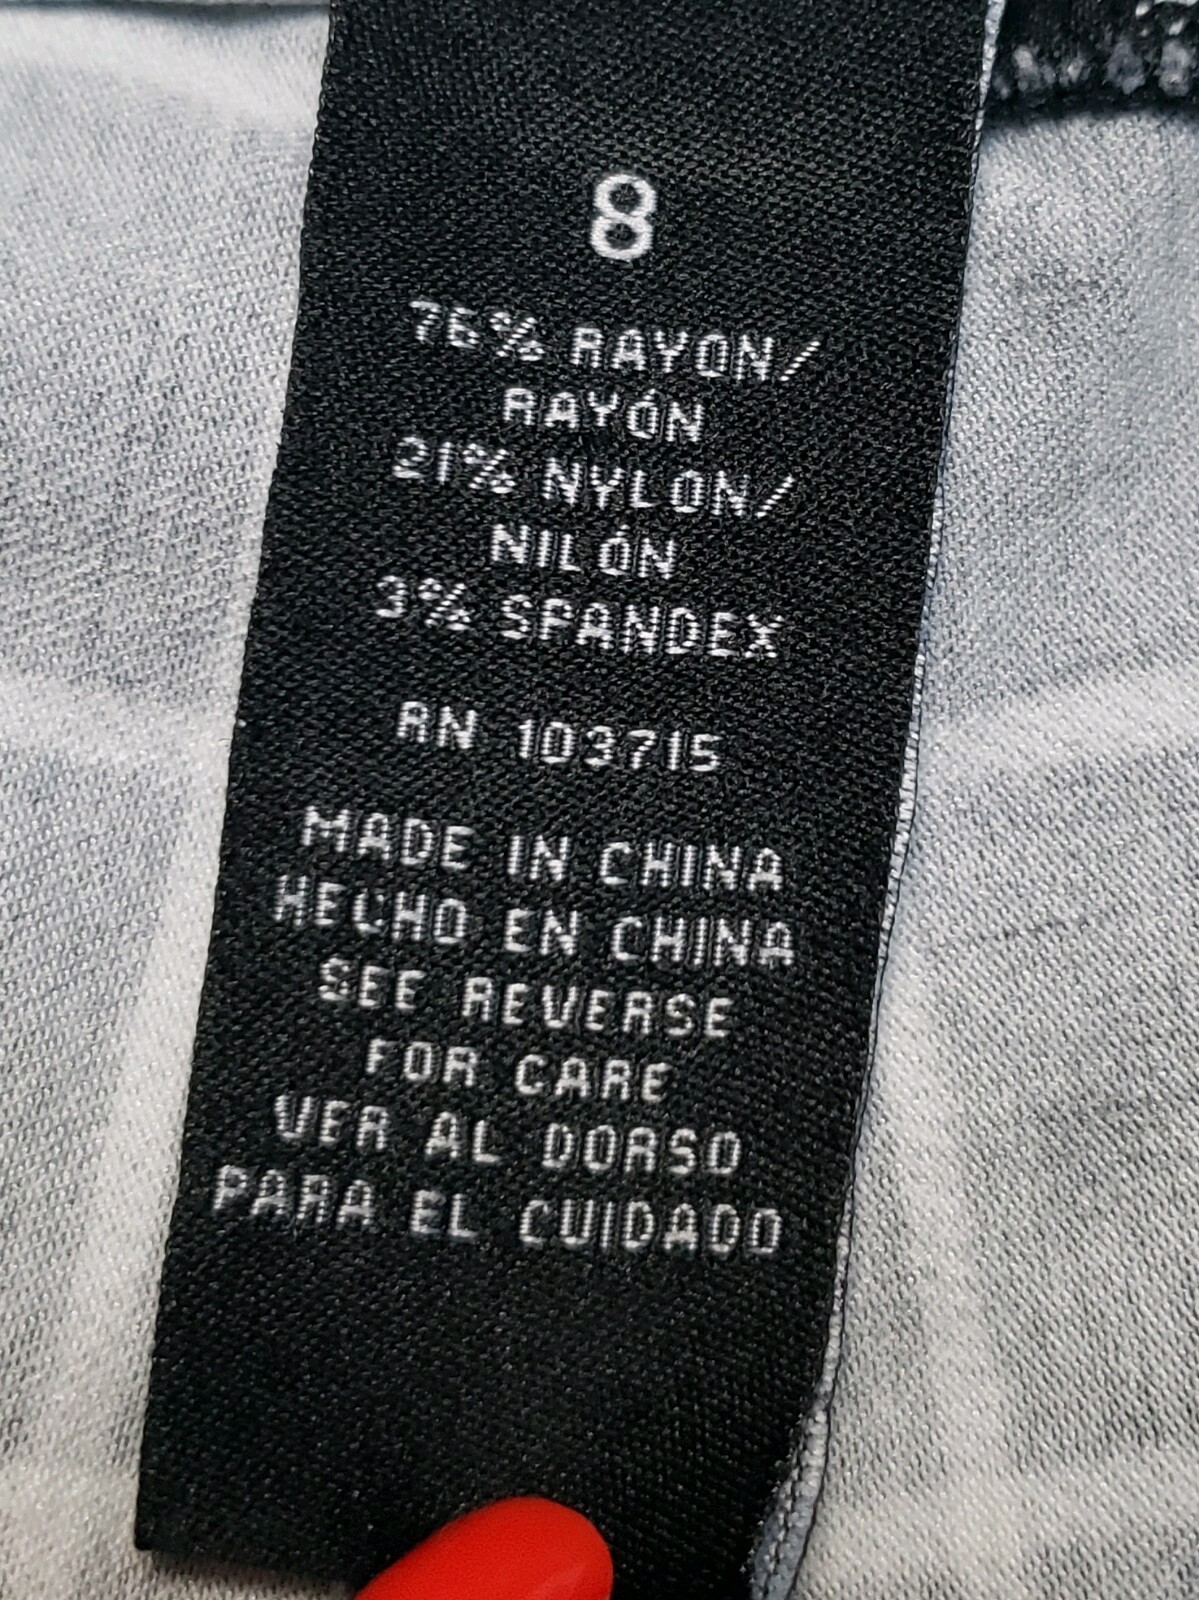 8
76% RAYON/
RAYÓN
21% NYLON/
NILÓN
3% SPANDEX
RN 103715
MADE IN CHINA
HECHO EN CHINA
SEE REVERSE
FOR CARE
VER AL DORSO
PARA EL CUIDADO